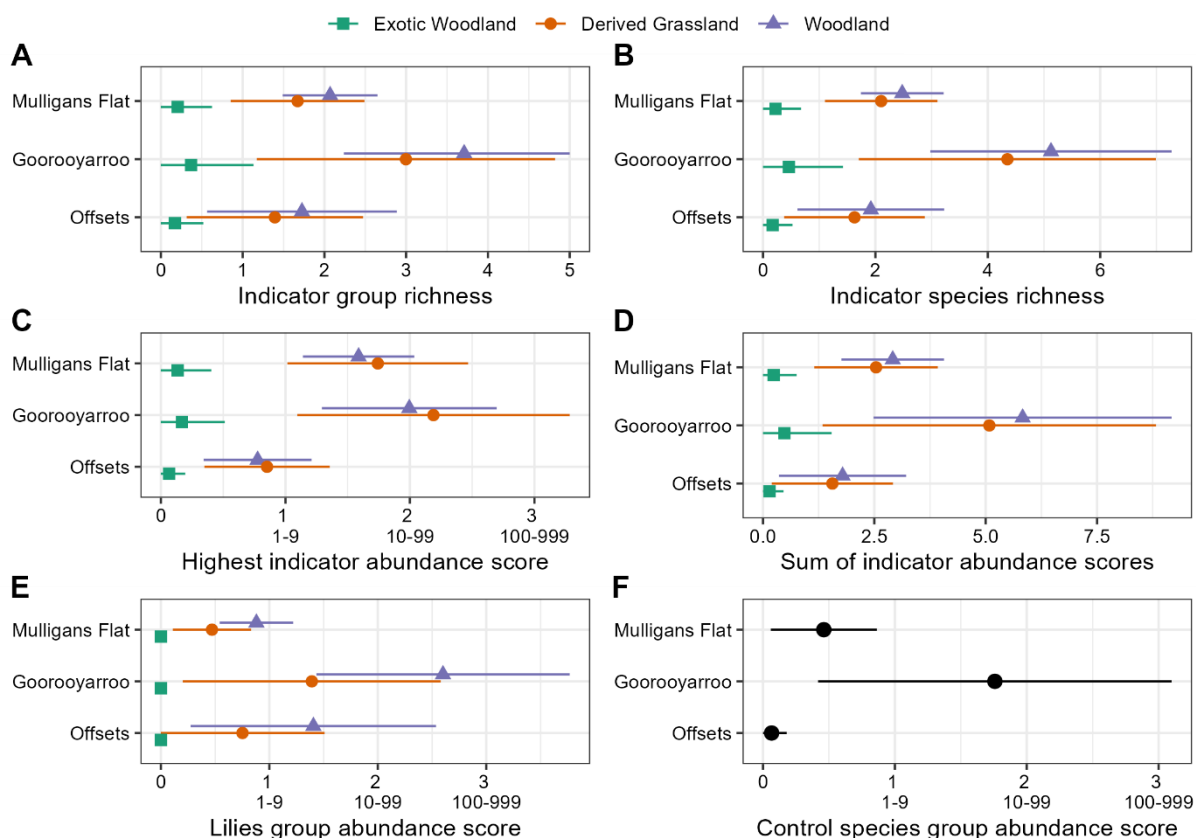 Exotic Woodland Derived Grassland Woodland
A
Mulligans Flat
Goorooyarroo
Offsets
0 1 2 3 4 5
Indicator group richness
B
Mulligans Flat
Goorooyarroo
Offsets
0 2 4 6
Indicator species richness
C
Mulligans Flat
Goorooyarroo
Offsets
0 1 2 3
1-9 10-99 100-999
Highest indicator abundance score
D
Mulligans Flat
Goorooyarroo
Offsets
0.0 2.5 5.0 7.5
Sum of indicator abundance scores
E
Mulligans Flat
Goorooyarroo
Offsets
0 1 2 3
1-9 10-99 100-999
Lilies group abundance score
F
Mulligans Flat
Goorooyarroo
Offsets
0 1 2 3
1-9 10-99 100-999
Control species group abundance score